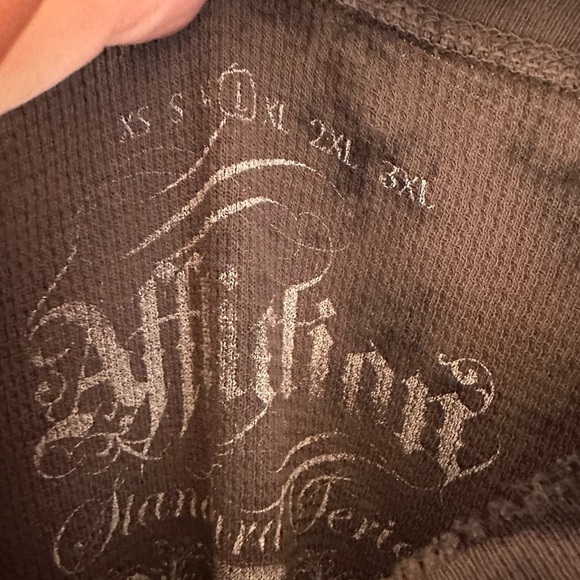 XS S L XL 2XL 3XL
Affliction
Standard Series